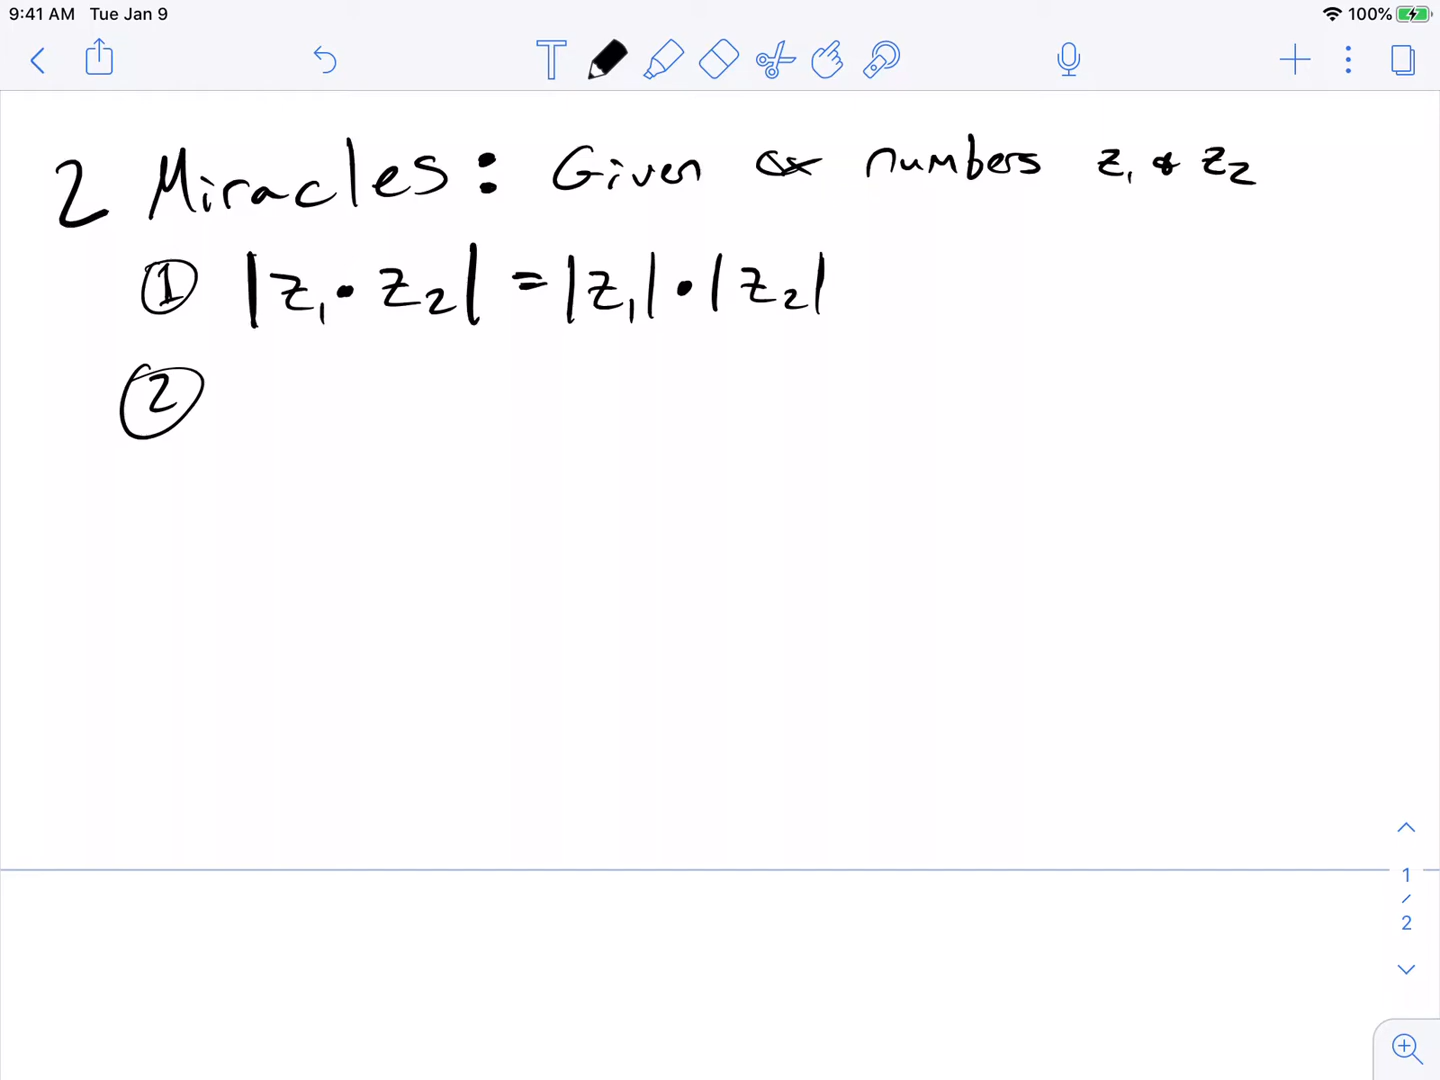 9:41 AM Tue Jan 9 100%
T
2 Miracles: Given numbers z₁ & z₂
① |z₁ · z₂| = |z₁| · |z₂|
②
1
/
2